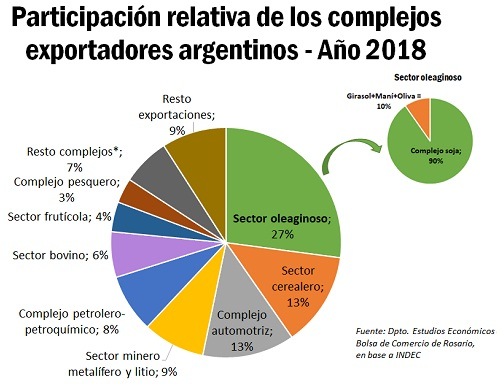 Participación relativa de los complejos
exportadores argentinos - Año 2018
Sector oleaginoso
Girasol+Maní+Oliva =
10%
Complejo soja;
90%
Resto
exportaciones;
9%
Resto complejos*;
7%
Complejo pesquero;
3%
Sector frutícola; 4%
Sector bovino; 6%
Complejo petrolero-
petroquímico; 8%
Sector minero
metalífero y litio; 9%
Complejo
automotriz;
13%
Sector
cerealero;
13%
Sector oleaginoso;
27%
Fuente: Dpto. Estudios Económicos
Bolsa de Comercio de Rosario,
en base a INDEC